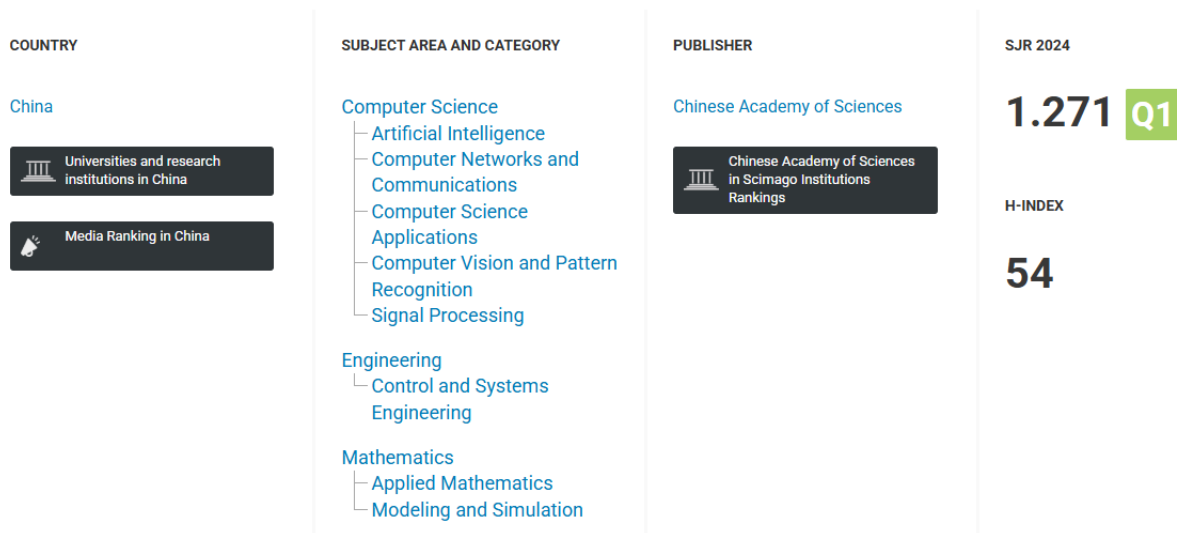 COUNTRY
China
Universities and research
institutions in China
Media Ranking in China
SUBJECT AREA AND CATEGORY
Computer Science
Artificial Intelligence
Computer Networks and
Communications
Computer Science
Applications
Computer Vision and Pattern
Recognition
Signal Processing
Engineering
Control and Systems
Engineering
Mathematics
Applied Mathematics
Modeling and Simulation
PUBLISHER
Chinese Academy of Sciences
Chinese Academy of Sciences
in Scimago Institutions
Rankings
SJR 2024
1.271 Q1
H-INDEX
54